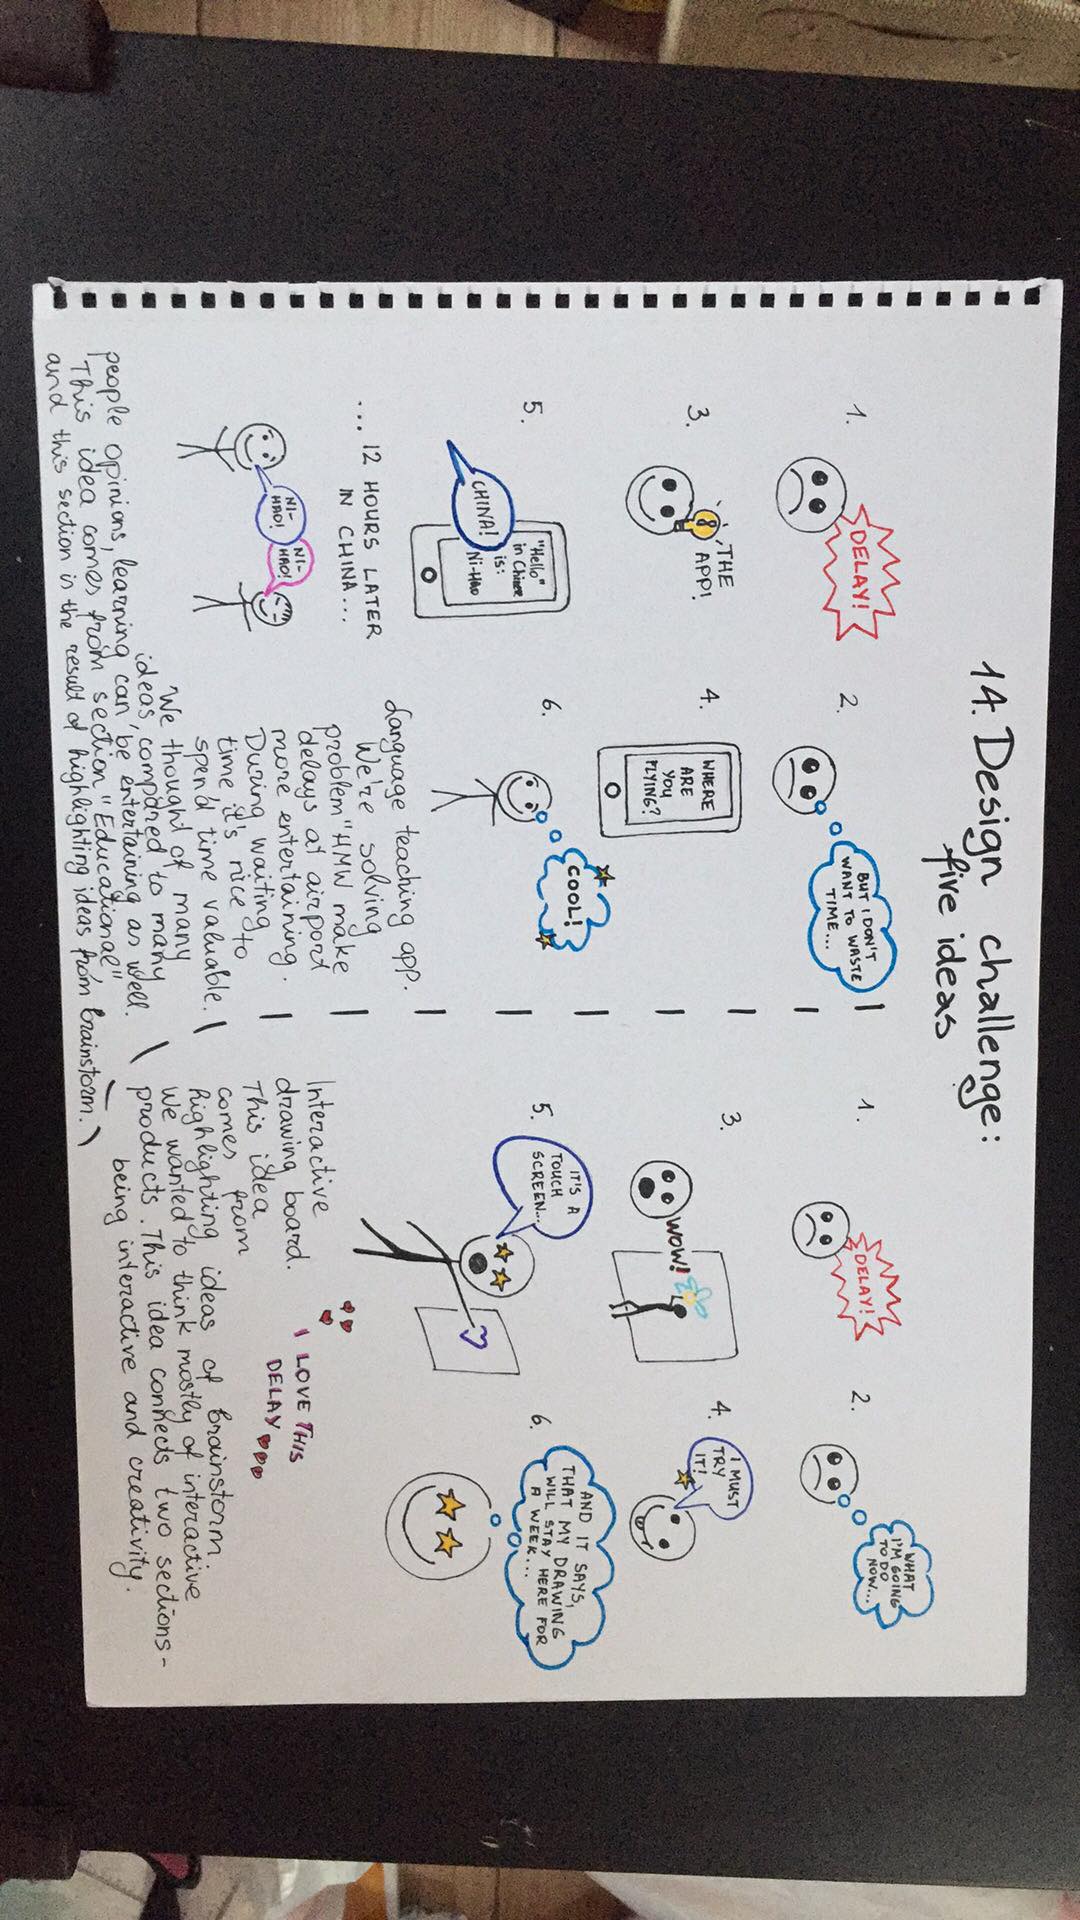 14. Design challenge:
five ideas
1.
DELAY!
2.
BUT I DON'T
WANT TO WASTE
TIME...
3.
THE
APP!
4.
WHERE
ARE
YOU
FLYING?
5.
CHINA!
"Hello"
in Chinese
is:
Ni-HAO
6.
COOL!
... 12 HOURS LATER
IN CHINA...
NI-
HAO!
NI-
HAO!
Language teaching app.
We're solving
problem "HMW make
delays at airport
more entertaining.
During waiting
time it's nice to
spend time valuable.
We thought of many
ideas, compared to many
people opinions, learning can be entertaining as well.
This idea comes from section "Educational"
and this section is the result of highlighting ideas from brainstorm.
1.
DELAY!
2.
WHAT
I'M GOING
TO DO
NOW...
3.
WOW!
4.
I MUST
TRY
IT!
5.
IT'S A
TOUCH
SCREEN...
6.
AND IT SAYS,
THAT MY DRAWING
WILL STAY HERE FOR
A WEEK...
I LOVE THIS
DELAY
Interactive
drawing board.
This idea
comes from
highlighting ideas of brainstorm
We wanted to think mostly of interactive
products. This idea connects two sections-
being interactive and creativity.